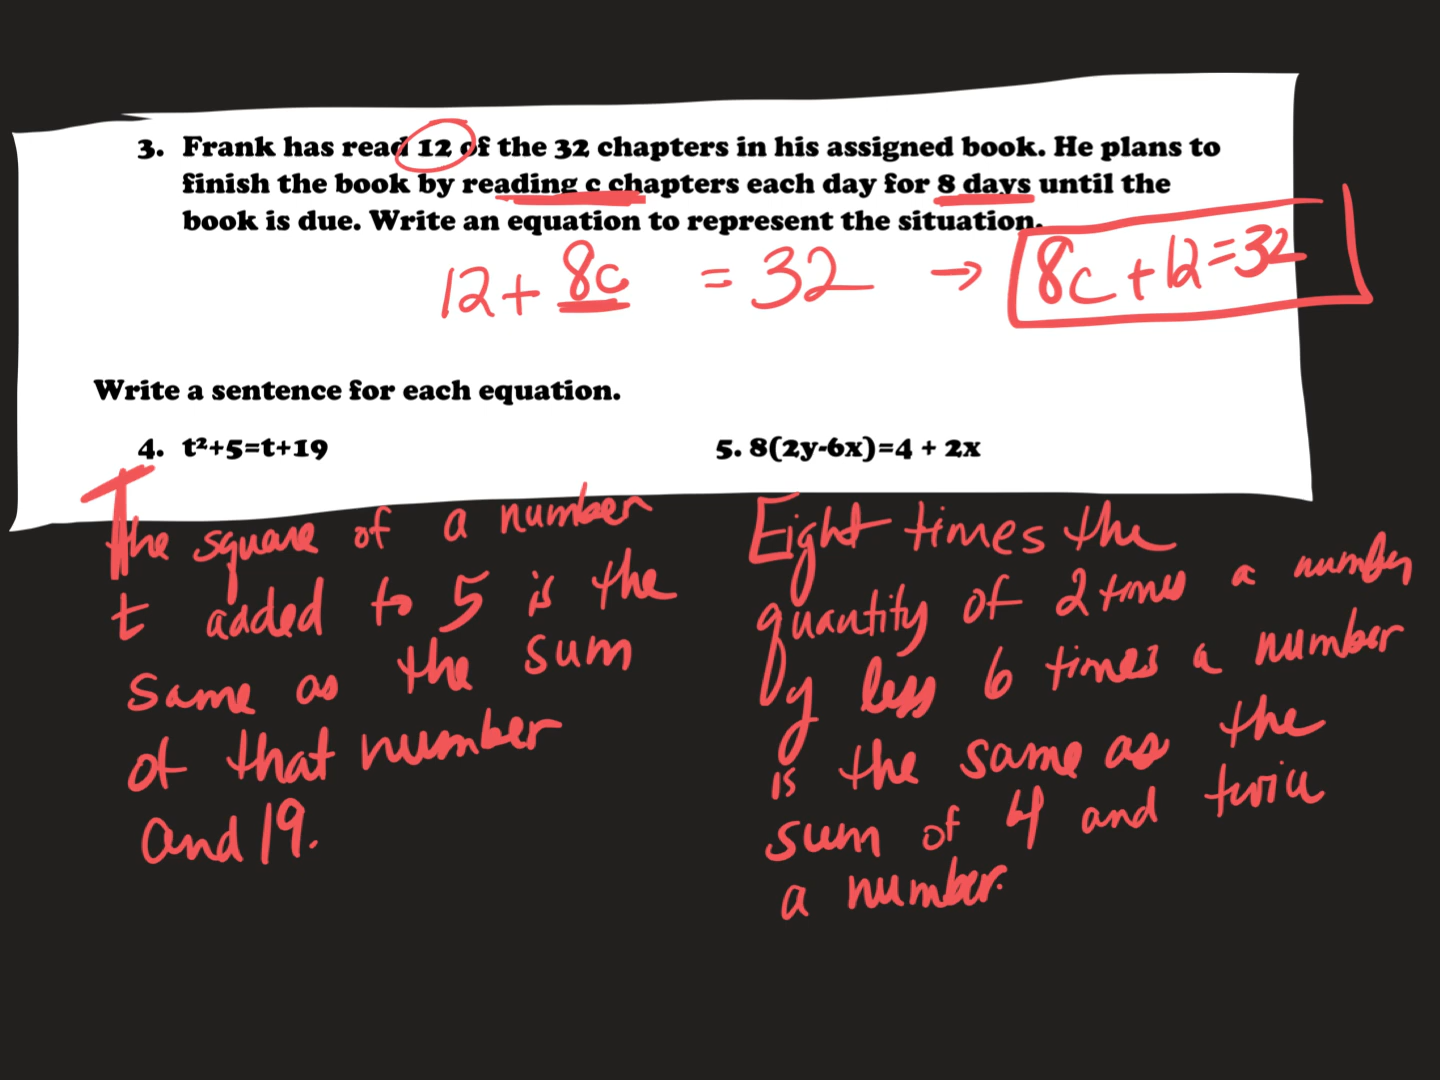 3. Frank has read 12 of the 32 chapters in his assigned book. He plans to
finish the book by reading c chapters each day for 8 days until the
book is due. Write an equation to represent the situation.
12 + 8c = 32 → 8c + 12 = 32
Write a sentence for each equation.
4. t²+5=t+19
5. 8(2y-6x)=4 + 2x
The square of a number
t added to 5 is the
same as the sum
of that number
and 19.
Eight times the
quantity of 2 times a number
y less 6 times a number
is the same as the
sum of 4 and twice
a number.